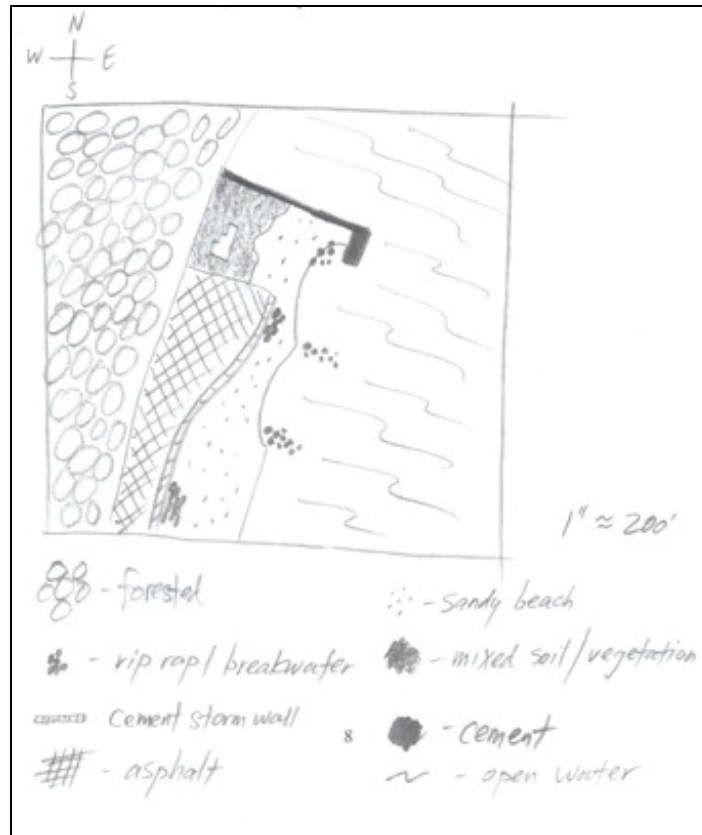 N
W E
S
1" ≈ 200'
- forested
- sandy beach
- rip rap/breakwater
- mixed soil/vegetation
- Cement storm wall
8
- cement
- asphalt
- open water